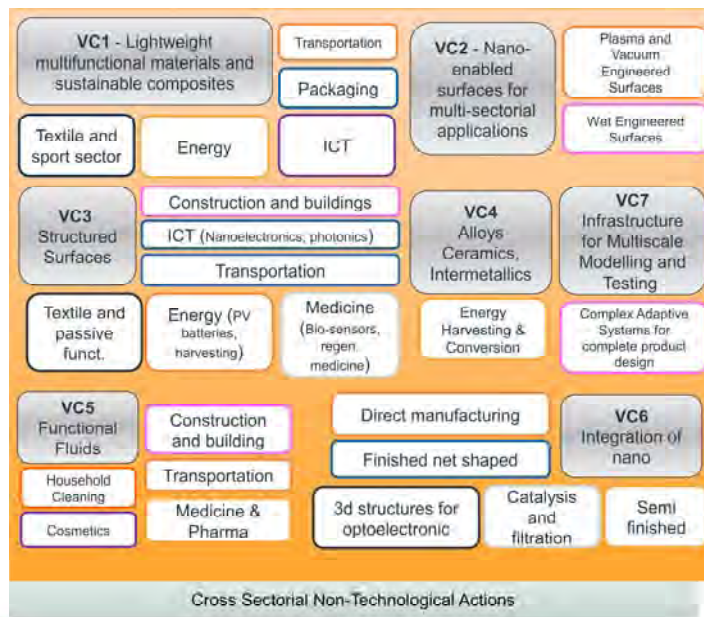 VC1 - Lightweight
multifunctional materials and
sustainable composites
Transportation
Packaging
Textile and
sport sector
Energy
ICT
VC2 - Nano-
enabled
surfaces for
multi-sectorial
applications
Plasma and
Vacuum
Engineered
Surfaces
Wet Engineered
Surfaces
VC3
Structured
Surfaces
Construction and buildings
ICT (Nanoelectronics, photonics)
Transportation
Textile and
passive
funct.
Energy (PV
batteries,
harvesting)
Medicine
(Bio-sensors,
regen.
medicine)
VC4
Alloys
Ceramics,
Intermetallics
Energy
Harvesting &
Conversion
VC7
Infrastructure
for Multiscale
Modelling and
Testing
Complex Adaptive
Systems for
complete product
design
VC5
Functional
Fluids
Household
Cleaning
Cosmetics
Construction
and building
Transportation
Medicine &
Pharma
Direct manufacturing
Finished net shaped
VC6
Integration of
nano
3d structures for
optoelectronic
Catalysis
and
filtration
Semi
finished
Cross Sectorial Non-Technological Actions